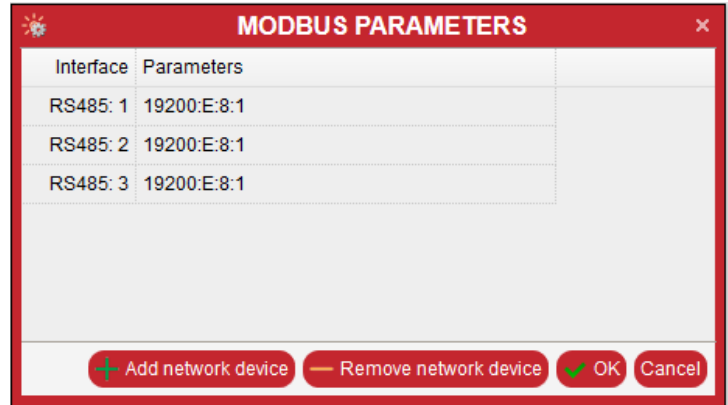 MODBUS PARAMETERS
Interface Parameters
RS485: 1 19200:E:8:1
RS485: 2 19200:E:8:1
RS485: 3 19200:E:8:1
Add network device Remove network device OK Cancel